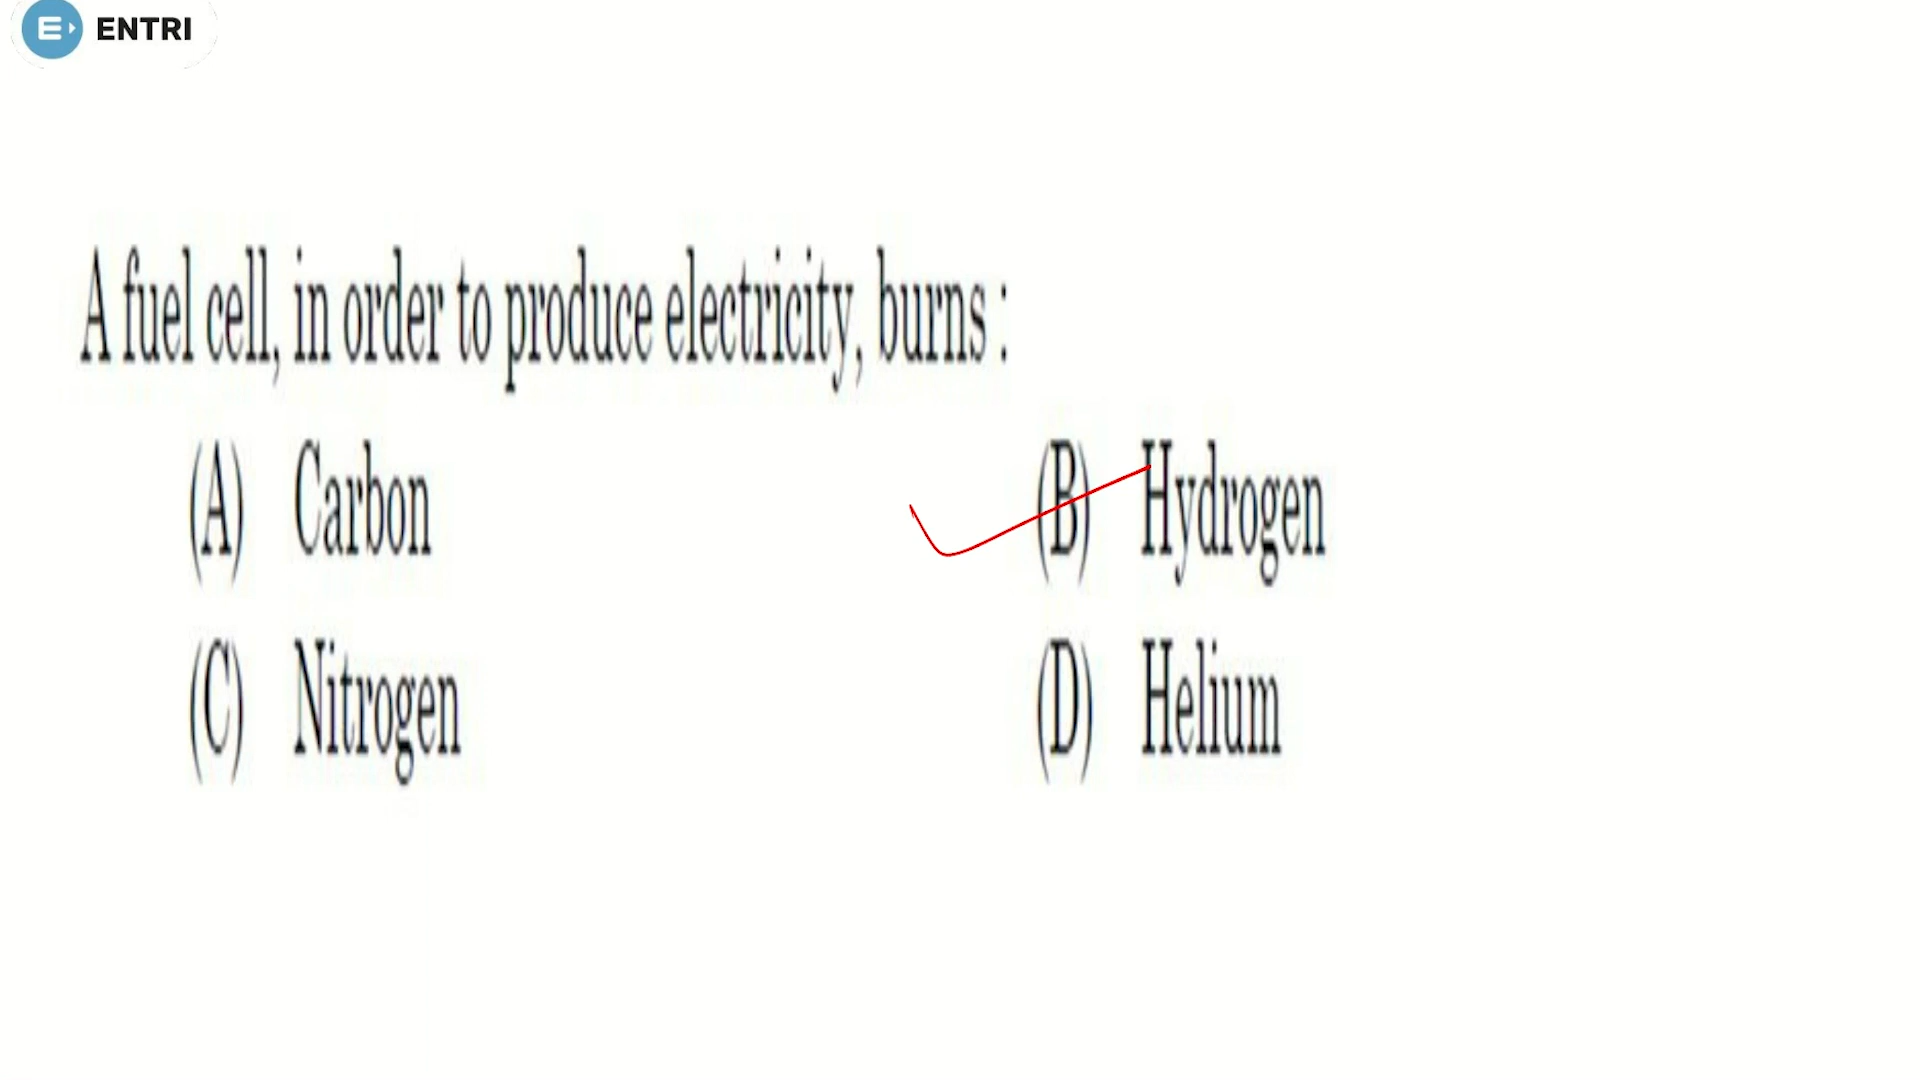 E ENTRI
A fuel cell, in order to produce electricity, burns :
(A) Carbon (B) Hydrogen
(C) Nitrogen (D) Helium